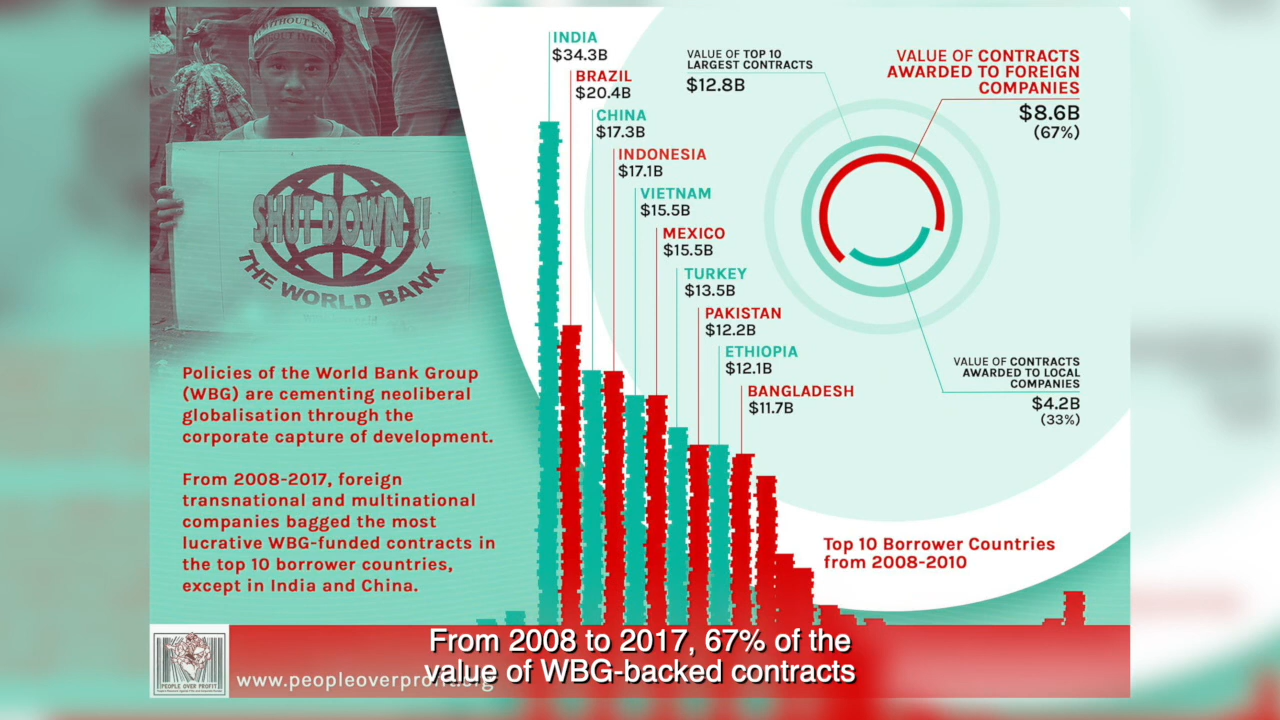 WITHOUT
SHUT DOWN!!
THE WORLD BANK
Policies of the World Bank Group
(WBG) are cementing neoliberal
globalisation through the
corporate capture of development.
From 2008-2017, foreign
transnational and multinational
companies bagged the most
lucrative WBG-funded contracts in
the top 10 borrower countries,
except in India and China.
INDIA
$34.3B
BRAZIL
$20.4B
CHINA
$17.3B
INDONESIA
$17.1B
VIETNAM
$15.5B
MEXICO
$15.5B
TURKEY
$13.5B
PAKISTAN
$12.2B
ETHIOPIA
$12.1B
BANGLADESH
$11.7B
VALUE OF TOP 10
LARGEST CONTRACTS
$12.8B
VALUE OF CONTRACTS
AWARDED TO FOREIGN
COMPANIES
$8.6B
(67%)
VALUE OF CONTRACTS
AWARDED TO LOCAL
COMPANIES
$4.2B
(33%)
Top 10 Borrower Countries
from 2008-2010
PEOPLE OVER PROFIT
www.peopleoverprofit.org
From 2008 to 2017, 67% of the
value of WBG-backed contracts